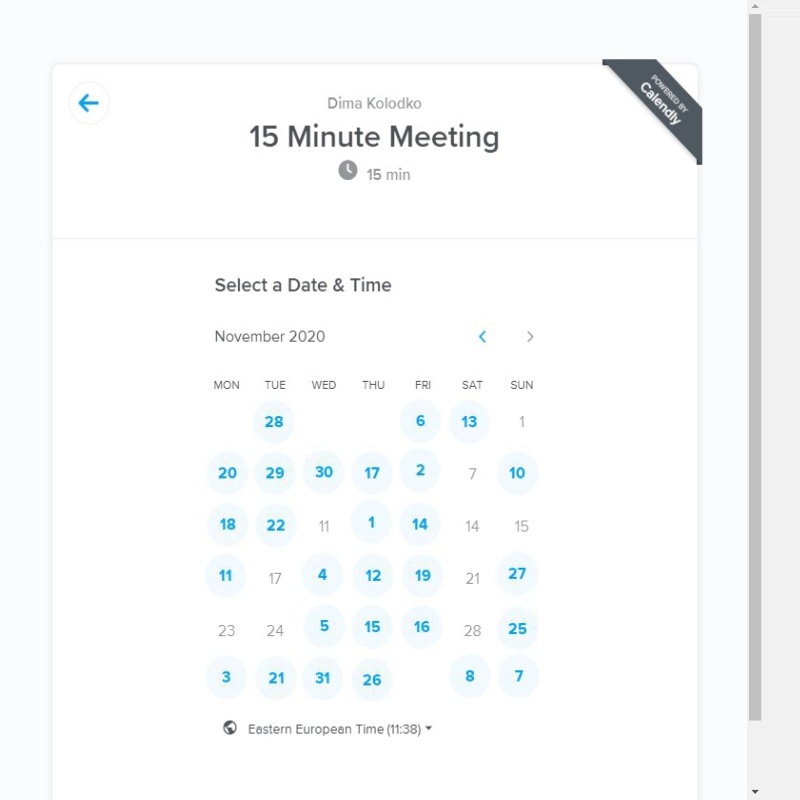 POWERED BY
Calendly
Dima Kolodko
15 Minute Meeting
15 min
Select a Date & Time
November 2020
MON TUE WED THU FRI SAT SUN
28 6 13 1
20 29 30 17 2 7 10
18 22 11 1 14 14 15
11 17 4 12 19 21 27
23 24 5 15 16 28 25
3 21 31 26 8 7
Eastern European Time (11:38)